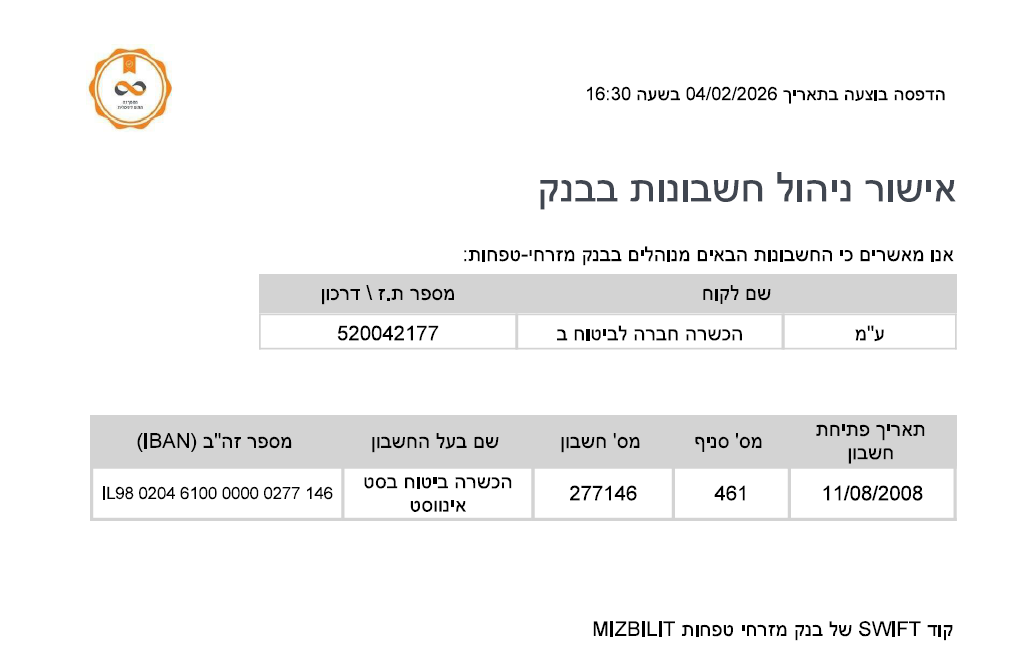 הדפסה בוצעה בתאריך 04/02/2026 בשעה 16:30
אישור ניהול חשבונות בבנק
אנו מאשרים כי החשבונות הבאים מנוהלים בבנק מזרחי-טפחות:
שם לקוח מספר ת.ז \ דרכון
ע"מ הכשרה חברה לביטוח ב 520042177
תאריך פתיחת חשבון מס' סניף מס' חשבון שם בעל החשבון מספר זה"ב (IBAN)
11/08/2008 461 277146 הכשרה ביטוח בסט אינווסט IL98 0204 6100 0000 0277 146
קוד SWIFT של בנק מזרחי טפחות MIZBILIT